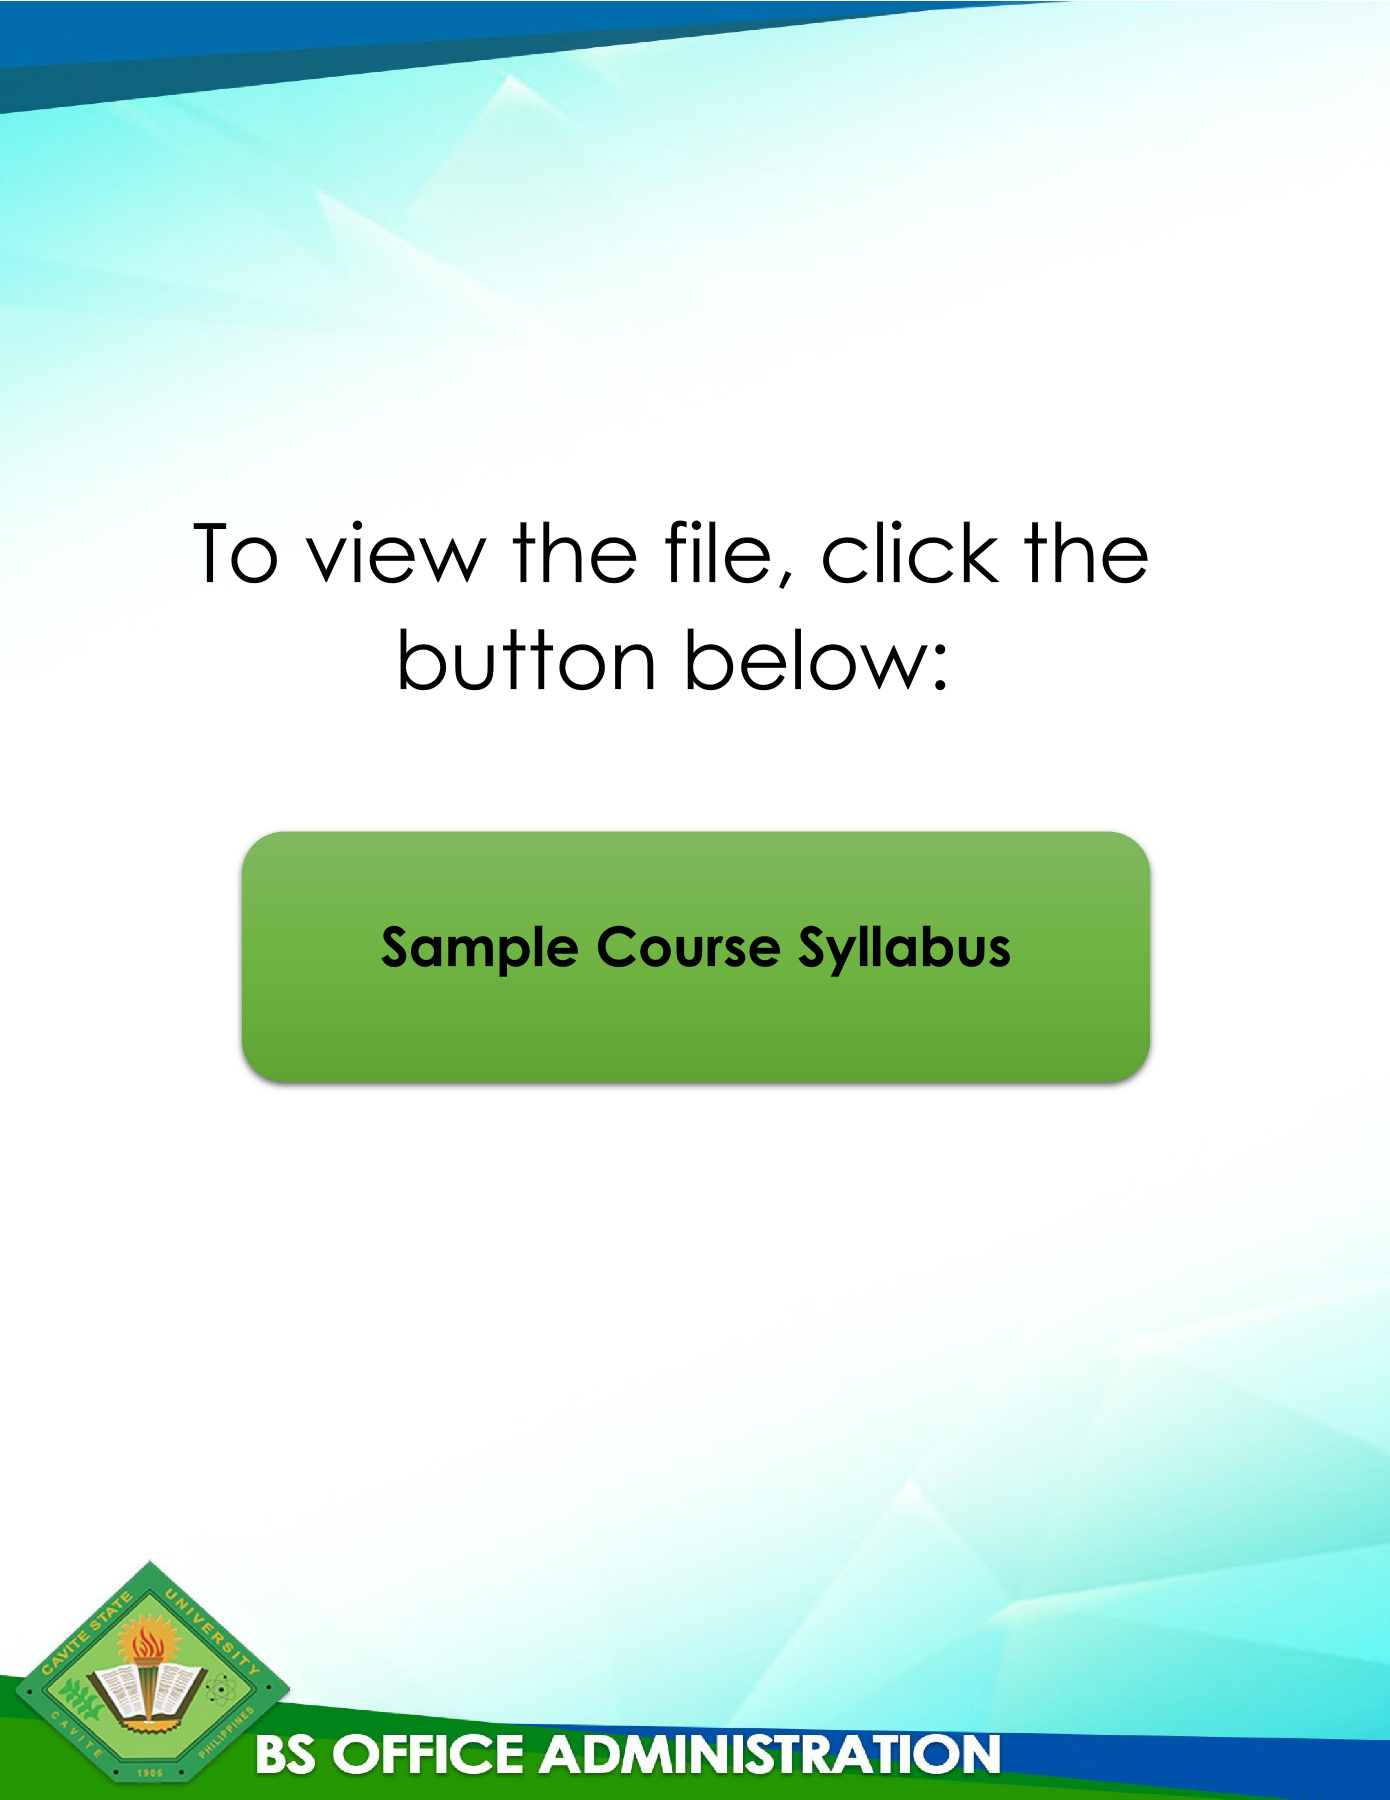 To view the file, click the
button below:
Sample Course Syllabus
CAVITE STATE UNIVERSITY
CAVITE PHILIPPINES
1906
BS OFFICE ADMINISTRATION